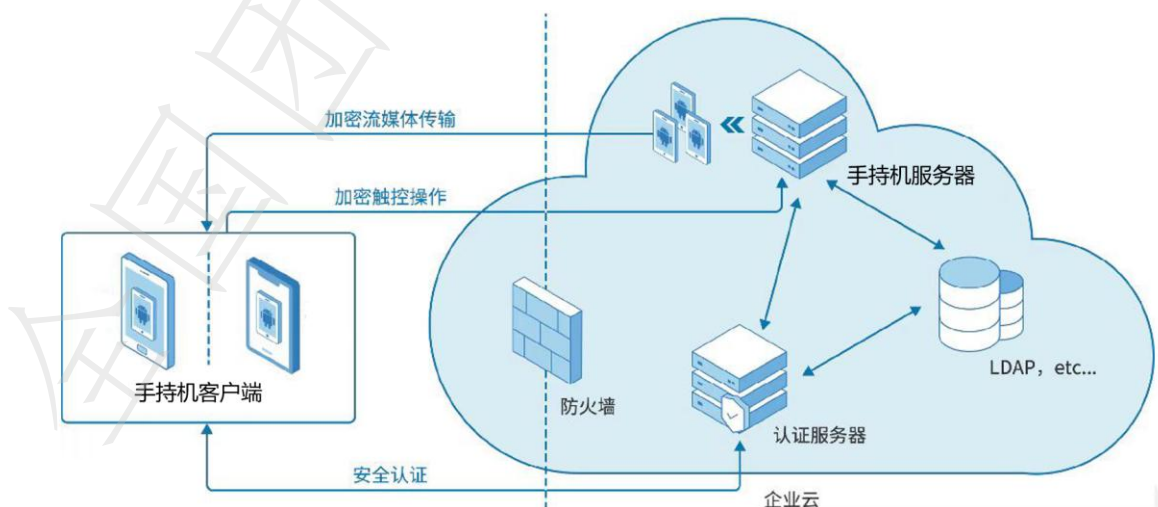 加密流媒体传输
手持机服务器
加密触控操作
手持机客户端
LDAP，etc...
防火墙
认证服务器
安全认证
企业云